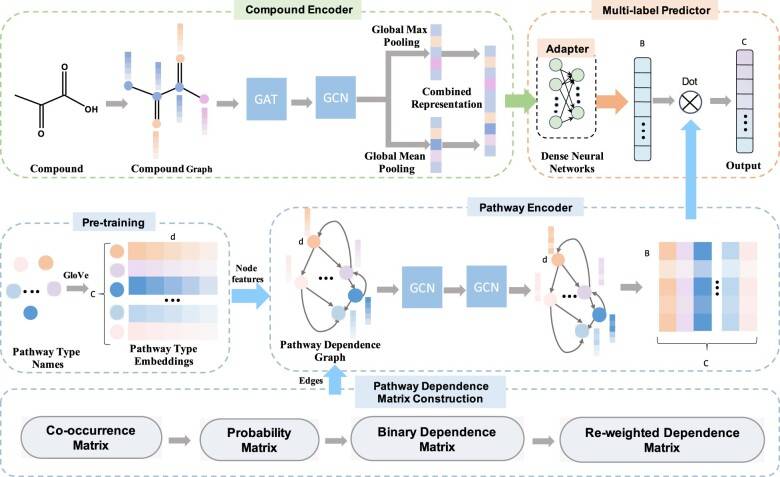 Compound Encoder
Multi-label Predictor
Global Max
Pooling
O
OH
O
GAT
GCN
Combined
Representation
Global Mean
Pooling
Compound
Compound Graph
Adapter
Dense Neural
Networks
B
Dot
C
Output
Pre-training
d
GloVe
C
Pathway Type
Names
Pathway Type
Embeddings
Node
features
Pathway Encoder
d
Pathway Dependence
Graph
GCN
GCN
d
B
C
Edges
Pathway Dependence
Matrix Construction
Co-occurrence
Matrix
Probability
Matrix
Binary Dependence
Matrix
Re-weighted Dependence
Matrix